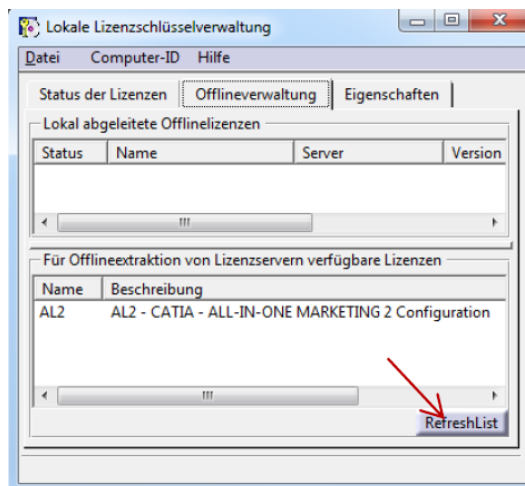 Lokale Lizenzschlüsselverwaltung
Datei Computer-ID Hilfe
Status der Lizenzen Offlineverwaltung Eigenschaften
Lokal abgeleitete Offlinelizenzen
Status Name Server Version
Für Offlineextraktion von Lizenzservern verfügbare Lizenzen
Name Beschreibung
AL2 AL2 - CATIA - ALL-IN-ONE MARKETING 2 Configuration
RefreshList